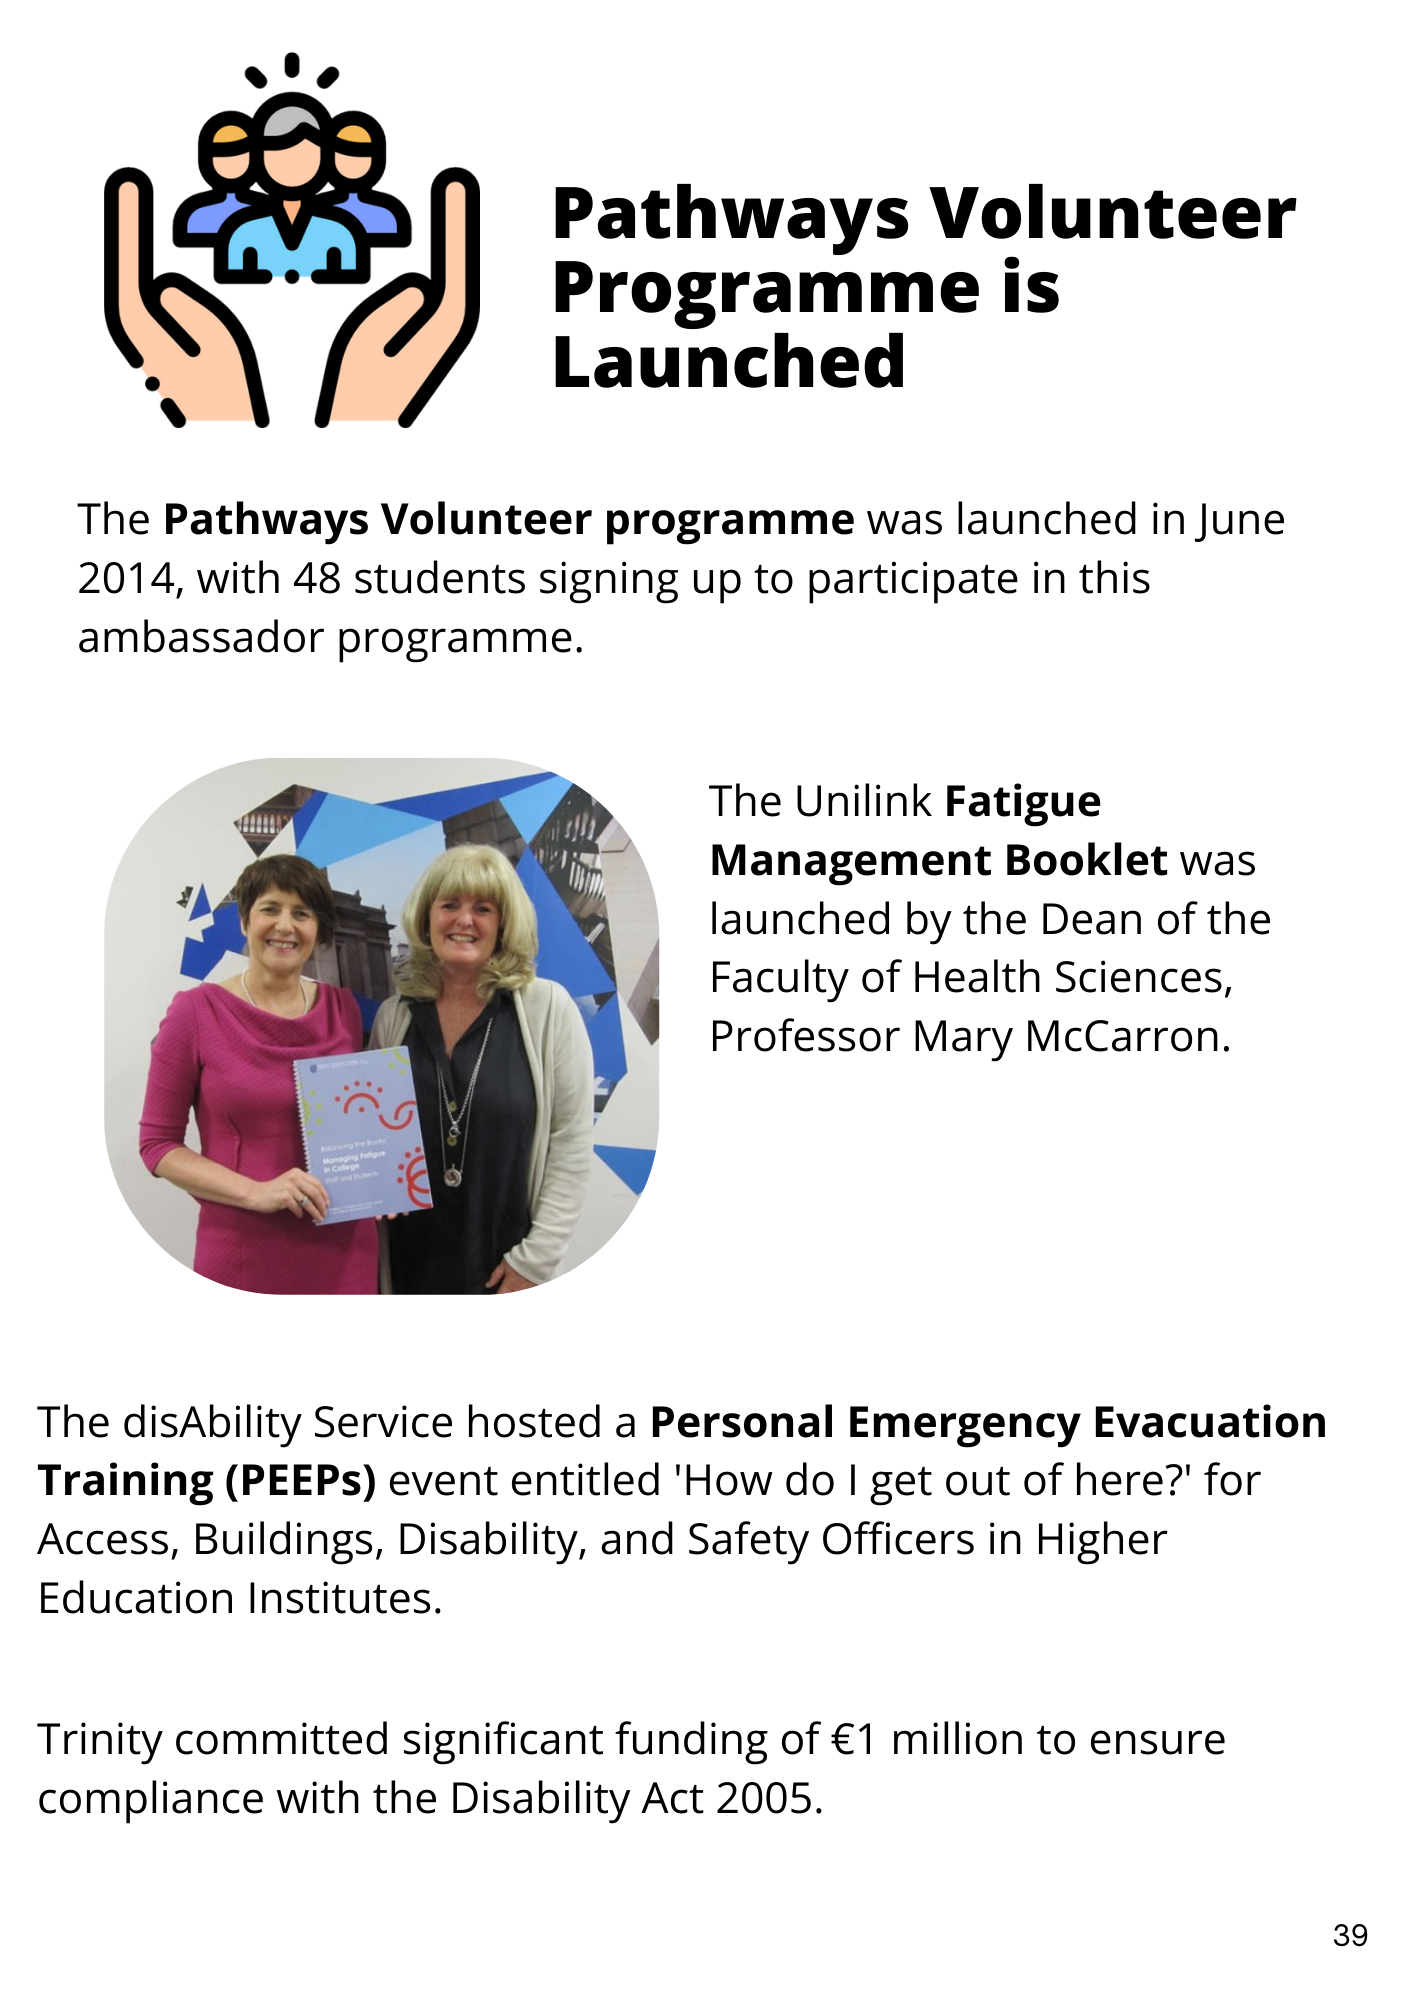 Pathways Volunteer
Programme is
Launched
The Pathways Volunteer programme was launched in June
2014, with 48 students signing up to participate in this
ambassador programme.
The Unilink Fatigue
Management Booklet was
launched by the Dean of the
Faculty of Health Sciences,
Professor Mary McCarron.
Balancing the Books:
Managing Fatigue
in College
Staff and Students
The disAbility Service hosted a Personal Emergency Evacuation
Training (PEEPs) event entitled 'How do I get out of here?' for
Access, Buildings, Disability, and Safety Officers in Higher
Education Institutes.
Trinity committed significant funding of €1 million to ensure
compliance with the Disability Act 2005.
39